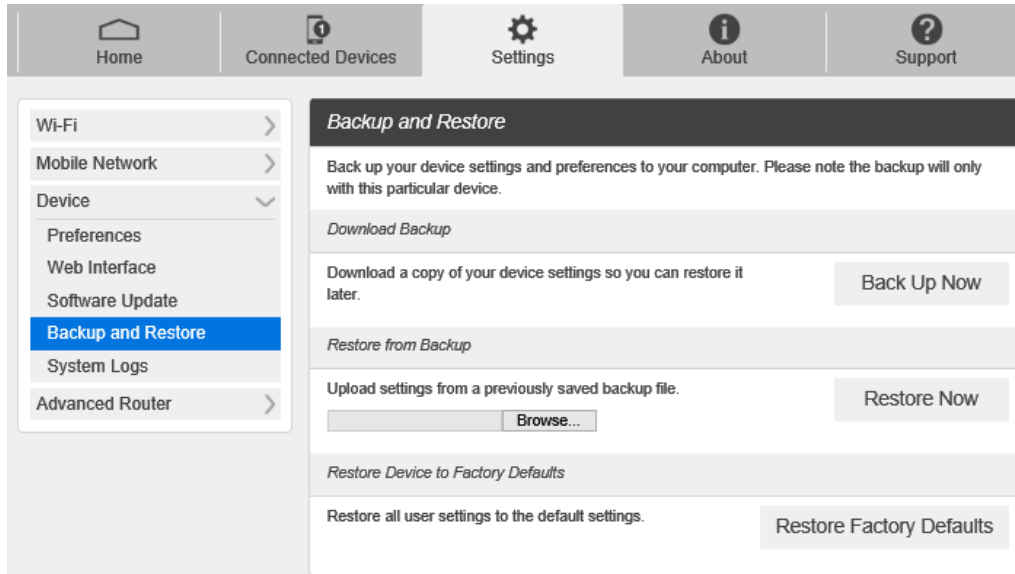 1
Home
Connected Devices
Settings
About
Support
Wi-Fi
Mobile Network
Device
Preferences
Web Interface
Software Update
Backup and Restore
System Logs
Advanced Router
Backup and Restore
Back up your device settings and preferences to your computer. Please note the backup will only
with this particular device.
Download Backup
Download a copy of your device settings so you can restore it
later.
Back Up Now
Restore from Backup
Upload settings from a previously saved backup file.
Browse...
Restore Now
Restore Device to Factory Defaults
Restore all user settings to the default settings.
Restore Factory Defaults